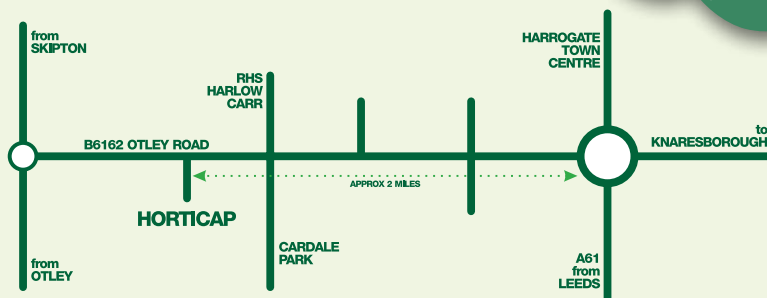 from
SKIPTON
HARROGATE
TOWN
CENTRE
RHS
HARLOW
CARR
B6162 OTLEY ROAD
to
KNARESBOROUGH
APPROX 2 MILES
HORTICAP
CARDALE
PARK
from
OTLEY
A61
from
LEEDS